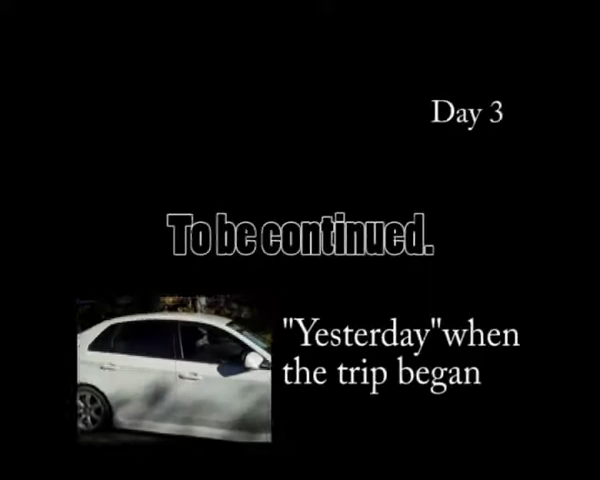 Day 3
To be continued.
"Yesterday"when
the trip began